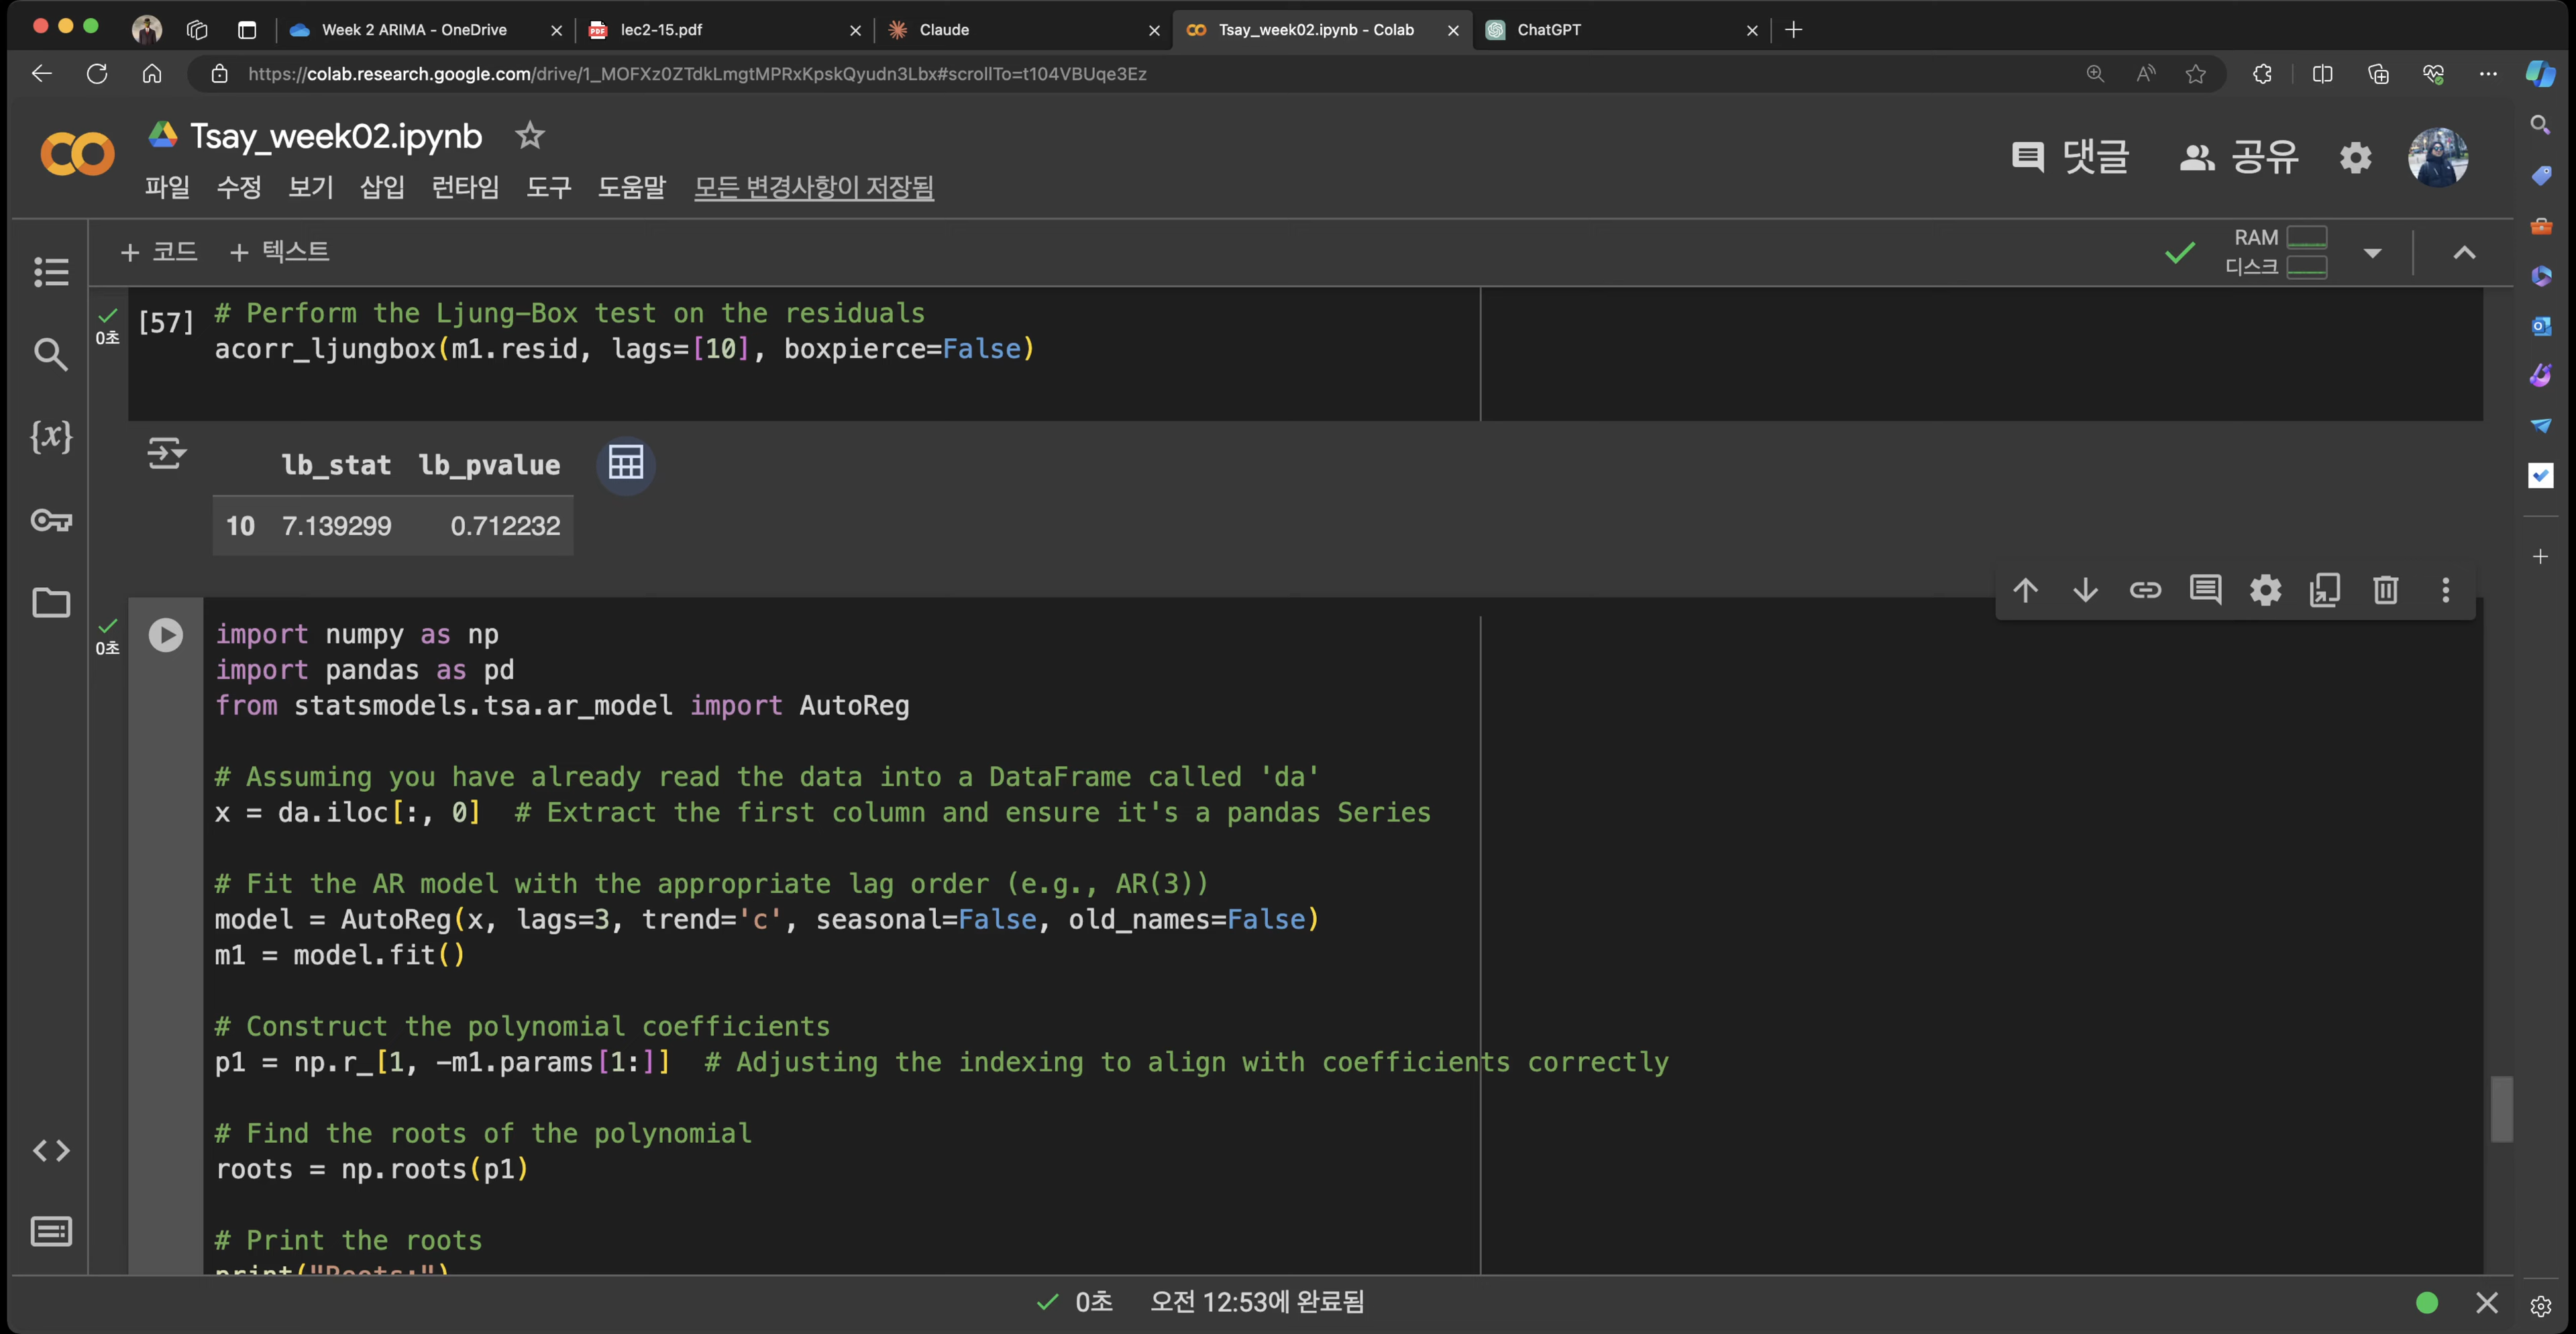 Week 2 ARIMA - OneDrive
lec2-15.pdf
Claude
Tsay_week02.ipynb - Colab
ChatGPT
https://colab.research.google.com/drive/1_MOFXz0ZTdkLmgtMPRxKpskQyudn3Lbx#scrollTo=t104VBUqe3Ez
Tsay_week02.ipynb
댓글
공유
파일 수정 보기 삽입 런타임 도구 도움말 모든 변경사항이 저장됨
+ 코드 + 텍스트
RAM
디스크
0초
[57]
# Perform the Ljung-Box test on the residuals
acorr_ljungbox(m1.resid, lags=[10], boxpierce=False)
lb_stat lb_pvalue
10 7.139299 0.712232
0초
import numpy as np
import pandas as pd
from statsmodels.tsa.ar_model import AutoReg
# Assuming you have already read the data into a DataFrame called 'da'
x = da.iloc[:, 0]  # Extract the first column and ensure it's a pandas Series
# Fit the AR model with the appropriate lag order (e.g., AR(3))
model = AutoReg(x, lags=3, trend='c', seasonal=False, old_names=False)
m1 = model.fit()
# Construct the polynomial coefficients
p1 = np.r_[1, -m1.params[1:]]  # Adjusting the indexing to align with coefficients correctly
# Find the roots of the polynomial
roots = np.roots(p1)
# Print the roots
print("Roots:")
0초 오전 12:53에 완료됨